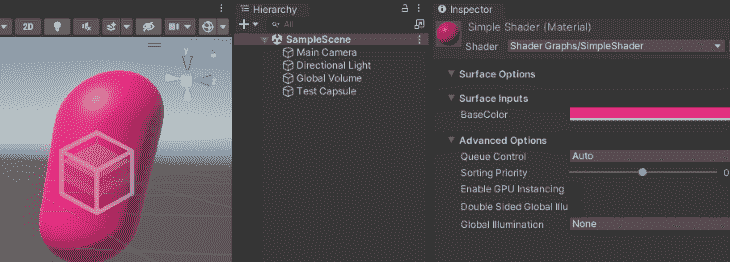 2D
Hierarchy
All
SampleScene
Main Camera
Directional Light
Global Volume
Test Capsule
Inspector
Simple Shader (Material)
Shader Shader Graphs/SimpleShader
Surface Options
Surface Inputs
BaseColor
Advanced Options
Queue Control Auto
Sorting Priority 0
Enable GPU Instancing
Double Sided Global Illu
Global Illumination None